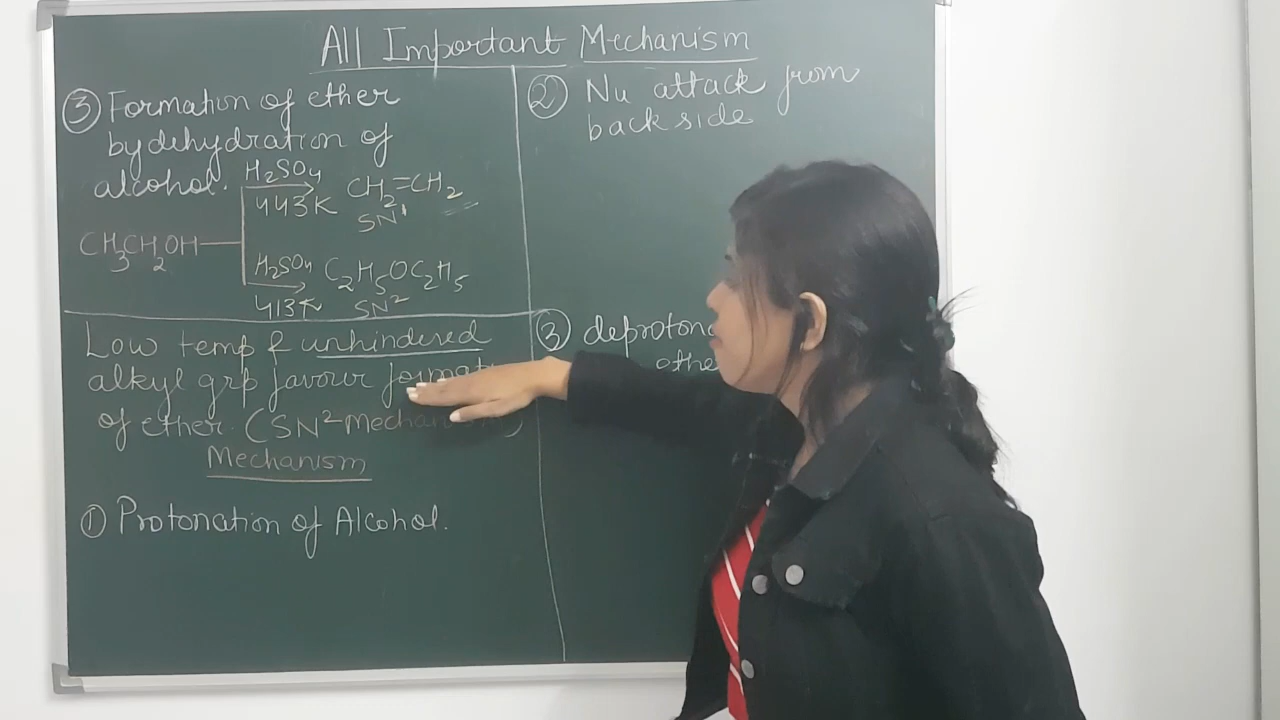 All Important Mechanism
③ Formation of ether
by dehydration of
alcohol.
H₂SO₄
443K
CH₂=CH₂
SN¹
CH₃CH₂OH
H₂SO₄
413K
C₂H₅OC₂H₅
SN²
Low temp & unhindered
alkyl grp favour
of ether. (SN²
Mechanism
① Protonation of Alcohol.
② Nu attack from
back side
③